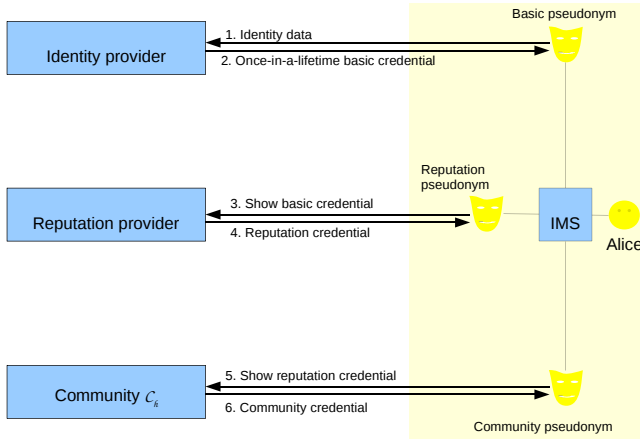 Basic pseudonym
1. Identity data
Identity provider
2. Once-in-a-lifetime basic credential
Reputation
pseudonym
3. Show basic credential
Reputation provider
4. Reputation credential
IMS
Alice
5. Show reputation credential
Community 𝒞ₕ
6. Community credential
Community pseudonym